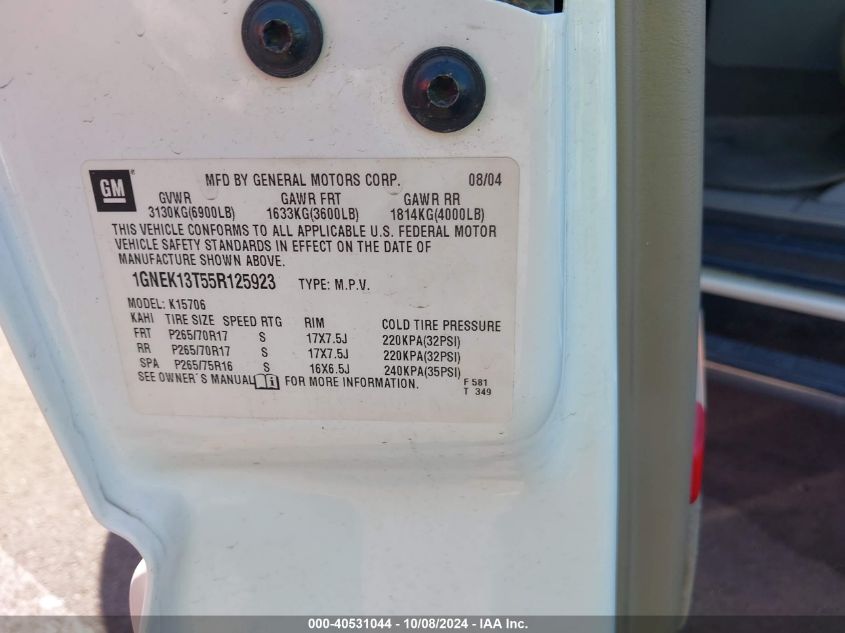 GM
MFD BY GENERAL MOTORS CORP. 08/04
GVWR GAWR FRT GAWR RR
3130KG(6900LB) 1633KG(3600LB) 1814KG(4000LB)
THIS VEHICLE CONFORMS TO ALL APPLICABLE U.S. FEDERAL MOTOR
VEHICLE SAFETY STANDARDS IN EFFECT ON THE DATE OF
MANUFACTURE SHOWN ABOVE.
1GNEK13T55R125923 TYPE: M.P.V.
MODEL: K15706
KAHI TIRE SIZE SPEED RTG RIM COLD TIRE PRESSURE
FRT P265/70R17 S 17X7.5J 220KPA(32PSI)
RR P265/70R17 S 17X7.5J 220KPA(32PSI)
SPA P265/75R16 S 16X6.5J 240KPA(35PSI)
SEE OWNER'S MANUAL FOR MORE INFORMATION. F 581
T 349
000-40531044 - 10/08/2024 - IAA Inc.